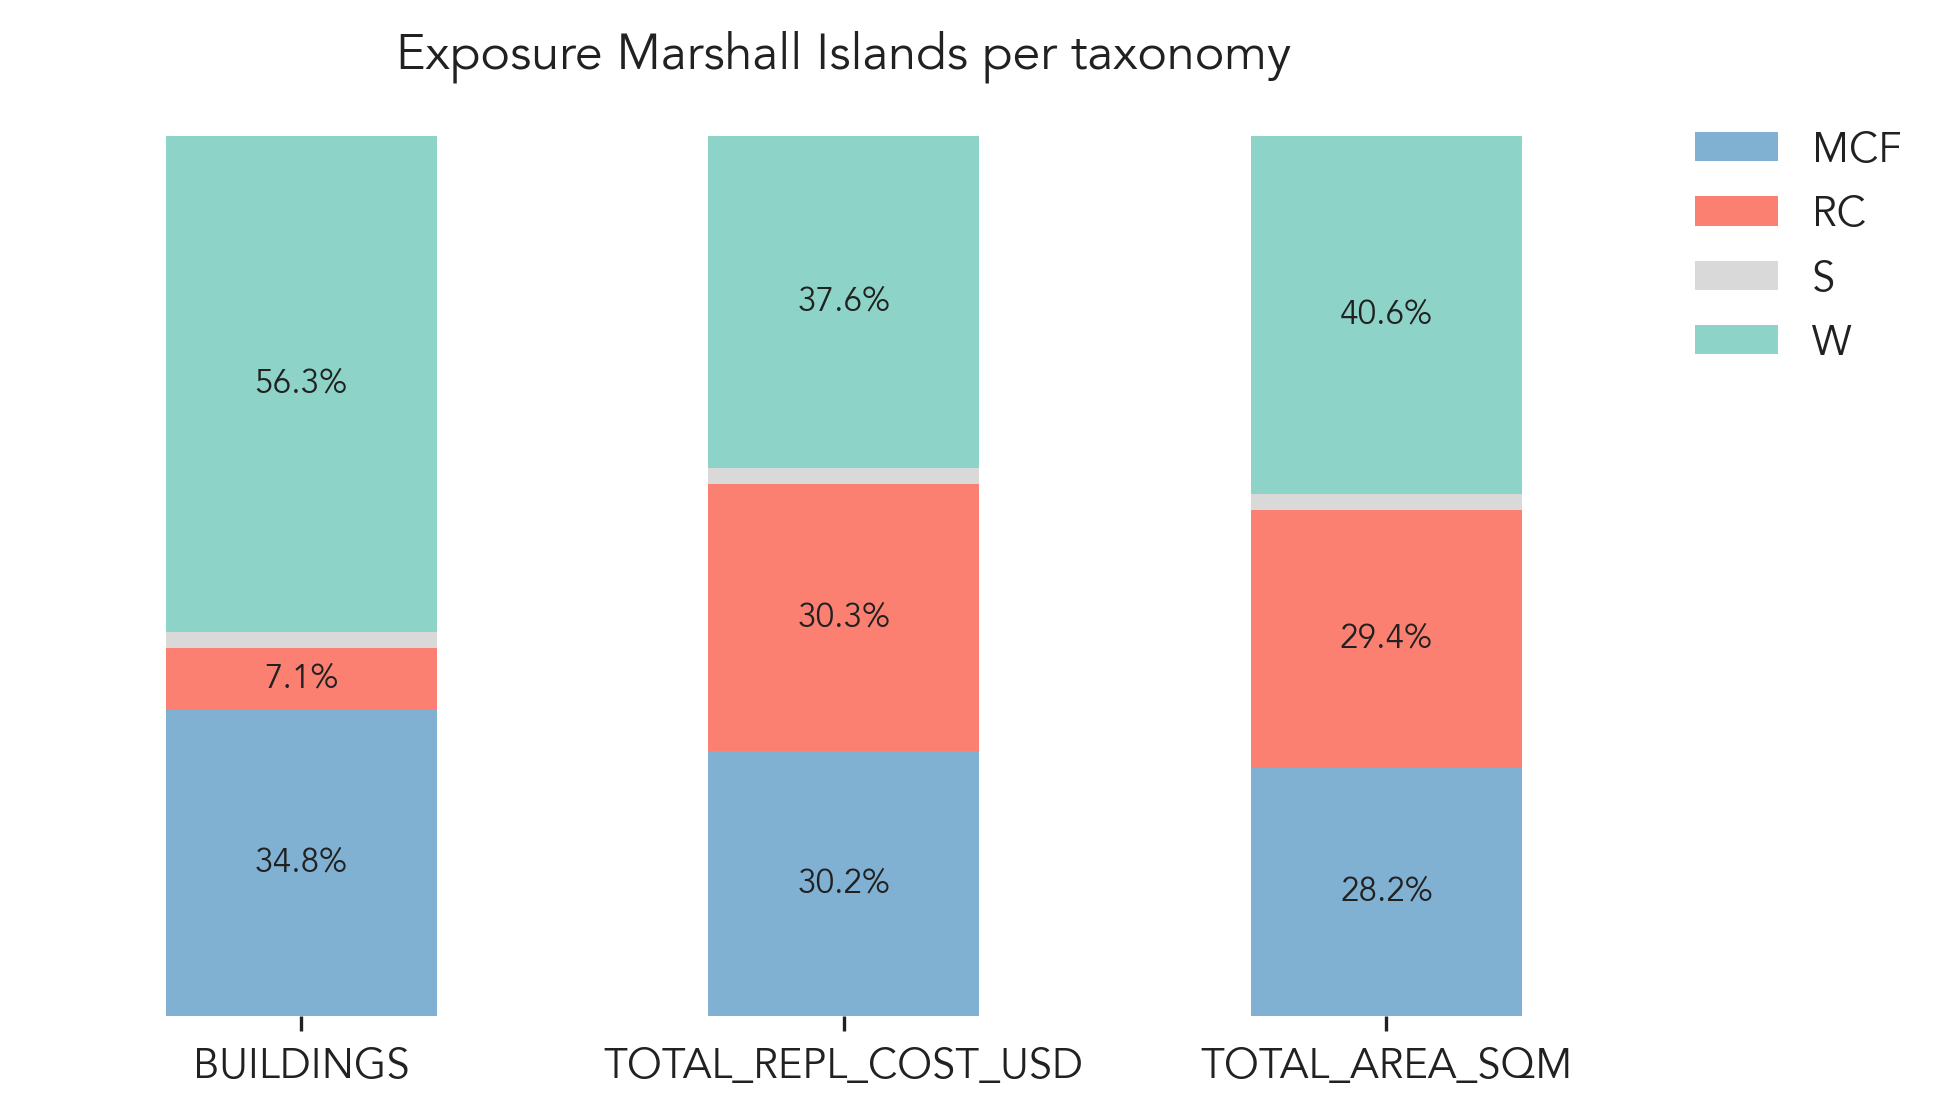 Exposure Marshall Islands per taxonomy
MCF
RC
S
W
56.3%
7.1%
34.8%
37.6%
30.3%
30.2%
40.6%
29.4%
28.2%
BUILDINGS
TOTAL_REPL_COST_USD
TOTAL_AREA_SQM